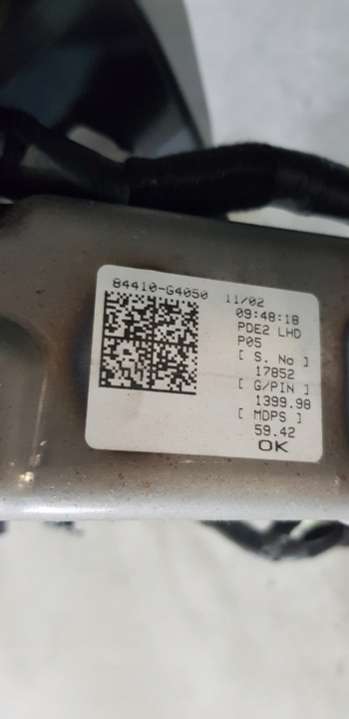 84410-G4050 11/02
09:48:18
PDE2 LHD
P05
[ S. No ]
17852
[ G/PIN ]
1399.98
[ MDPS ]
59.42
OK